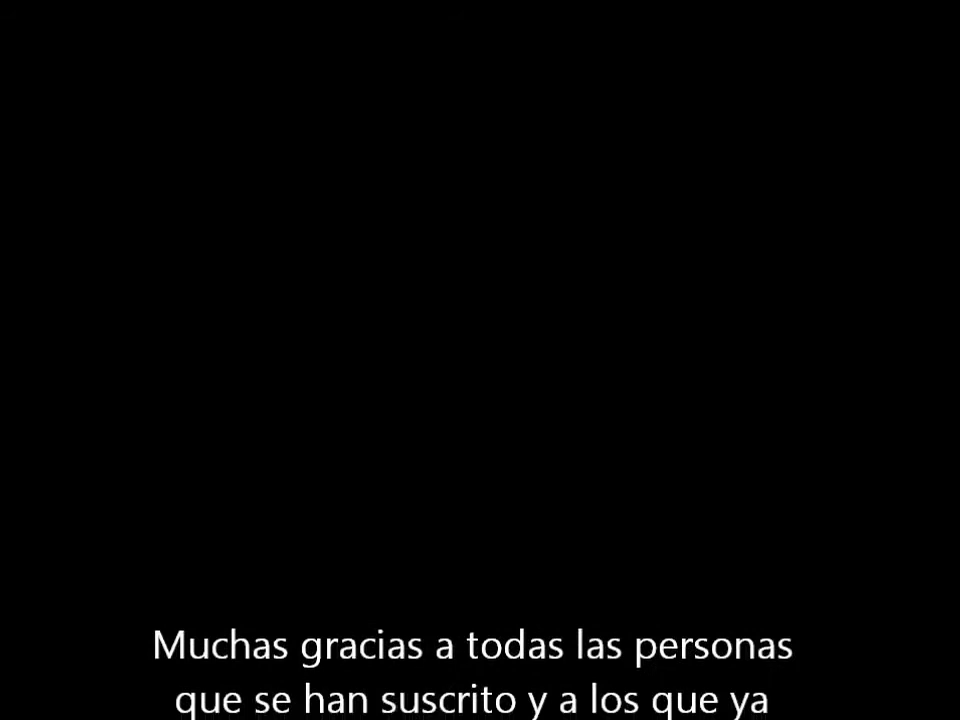 Muchas gracias a todas las personas
que se han suscrito y a los que ya